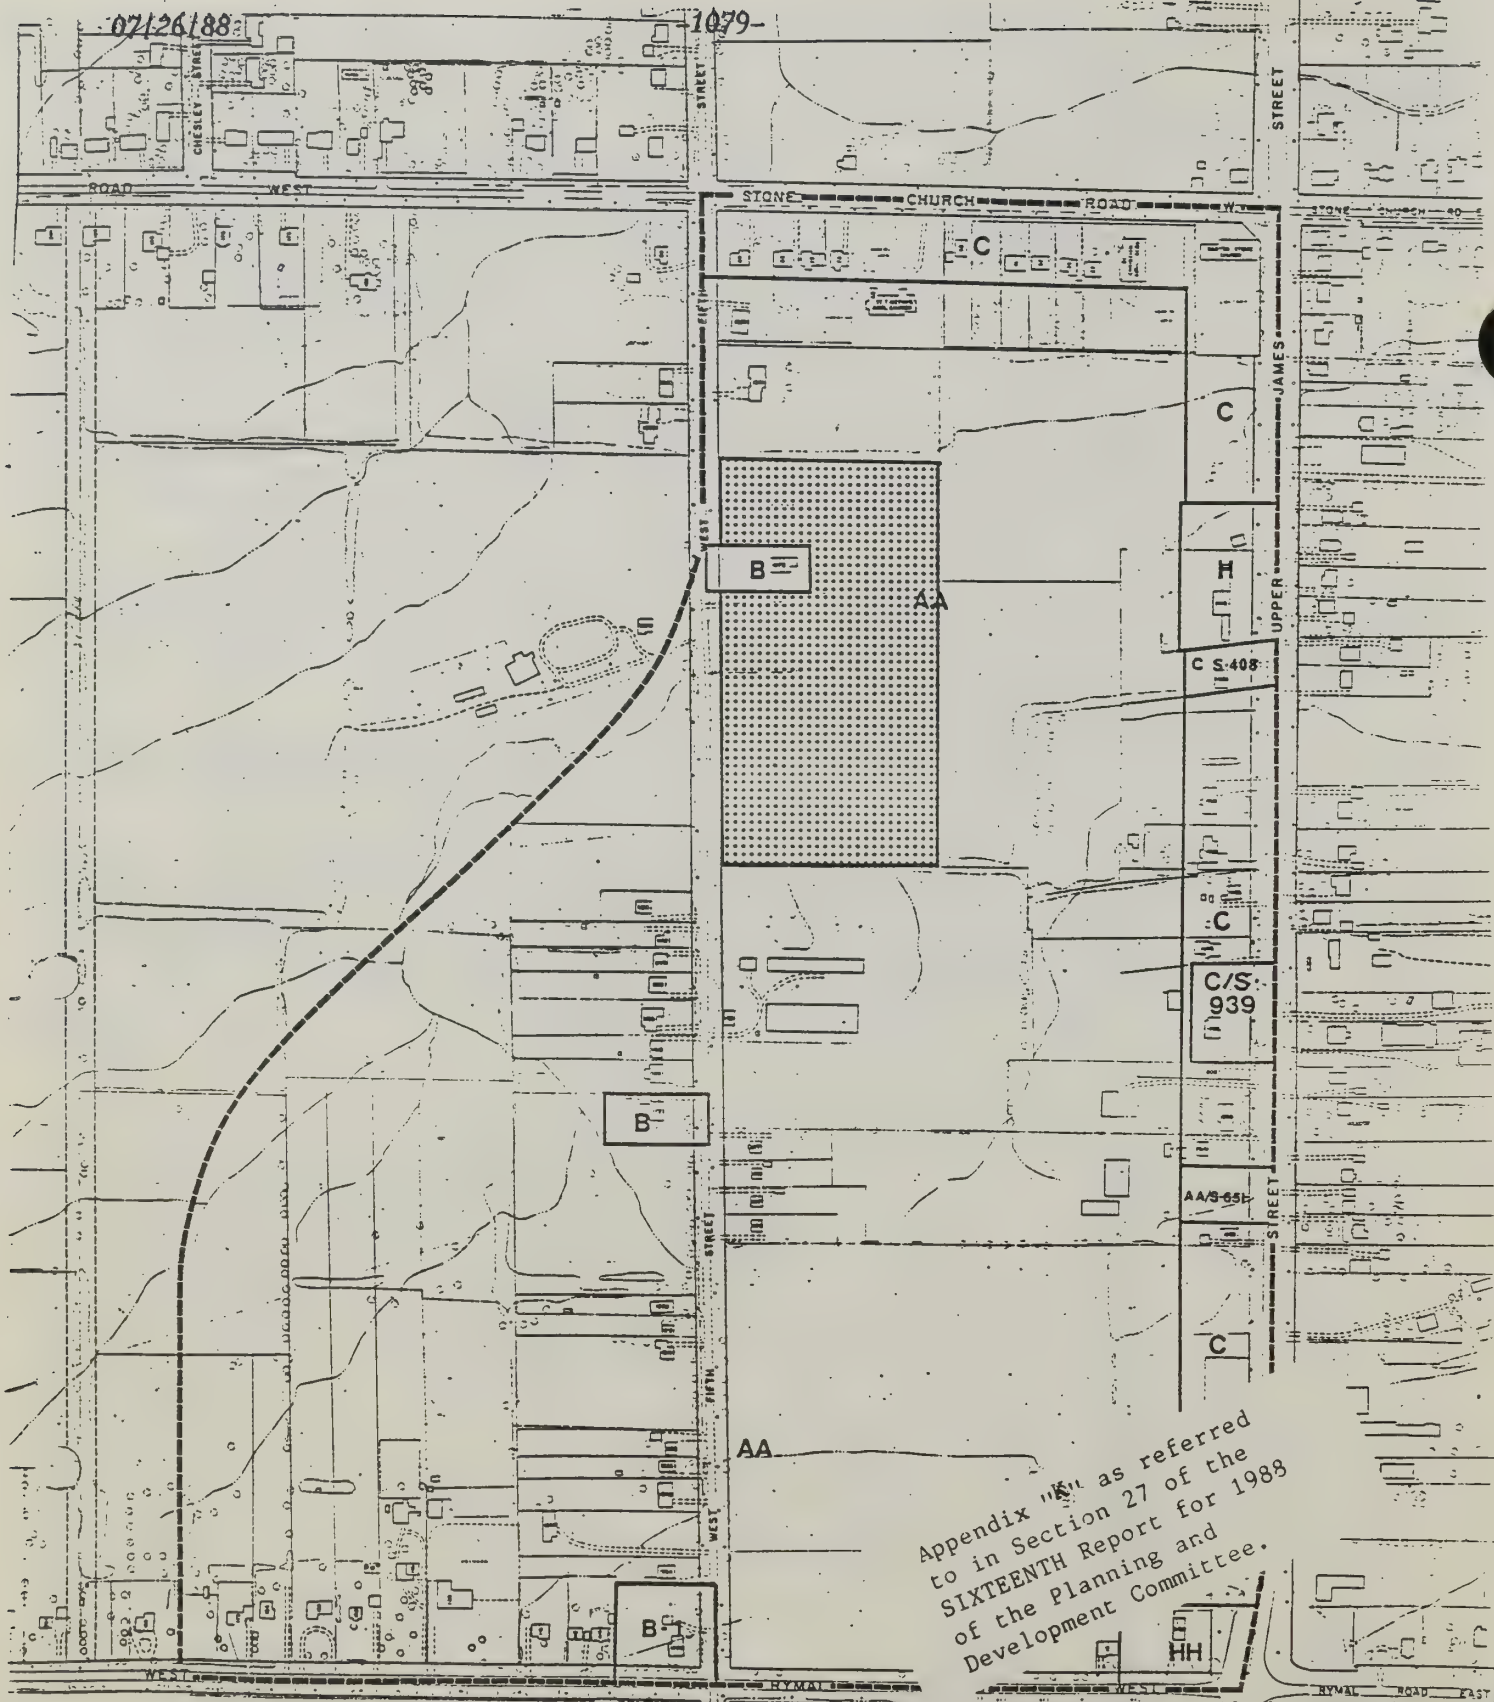 07/26/88
-1079-
CHESLEY STREET
STREET
STREET
ROAD WEST
STONE CHURCH ROAD W.
STONE CHURCH RD E
C
FIFTH
JAMES
C
WEST
B
AA
H
UPPER
C S-408
C
C/S-
939
B
AA/S-651
STREET
STREET
C
FIFTH
AA
WEST
Appendix "K" as referred
to in Section 27 of the
SIXTEENTH Report for 1988
of the Planning and
Development Committee.
B-1
HH
WEST
RYMAL
WEST
RYMAL ROAD EAST